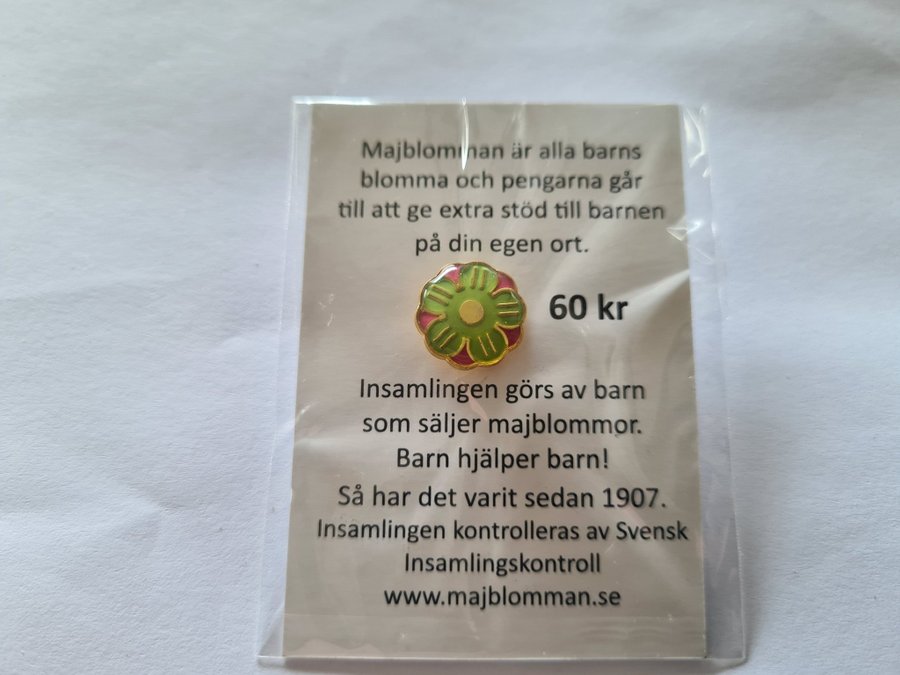 Majblomman är alla barns
blomma och pengarna går
till att ge extra stöd till barnen
på din egen ort.
60 kr
Insamlingen görs av barn
som säljer majblommor.
Barn hjälper barn!
Så har det varit sedan 1907.
Insamlingen kontrolleras av Svensk
Insamlingskontroll
www.majblomman.se